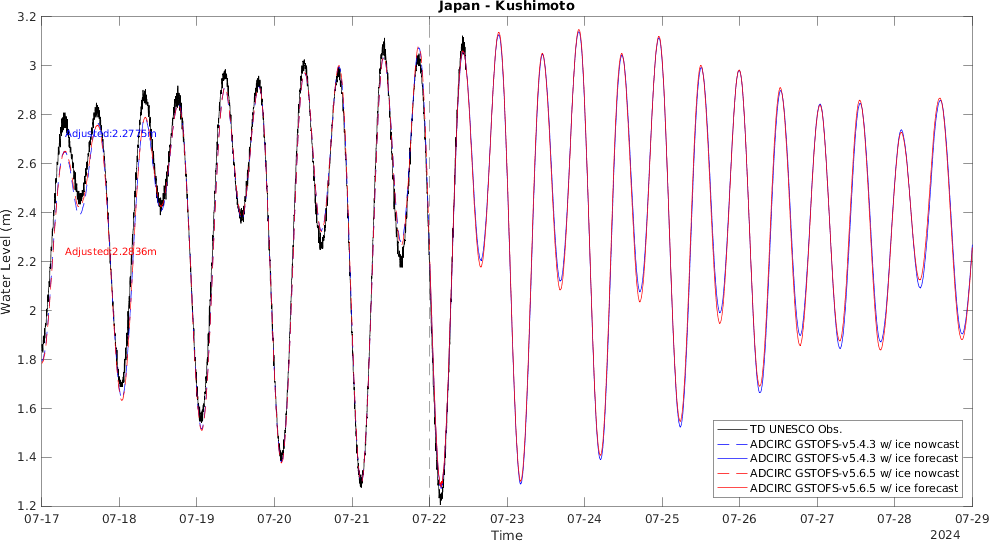 Japan - Kushimoto
3.2
3
2.8
2.6
2.4
2.2
2
1.8
1.6
1.4
1.2
Water Level (m)
Adjusted:2.2775m
Adjusted:2.2836m
TD UNESCO Obs.
ADCIRC GSTOFS-v5.4.3 w/ ice nowcast
ADCIRC GSTOFS-v5.4.3 w/ ice forecast
ADCIRC GSTOFS-v5.6.5 w/ ice nowcast
ADCIRC GSTOFS-v5.6.5 w/ ice forecast
07-17 07-18 07-19 07-20 07-21 07-22 07-23 07-24 07-25 07-26 07-27 07-28 07-29
Time
2024